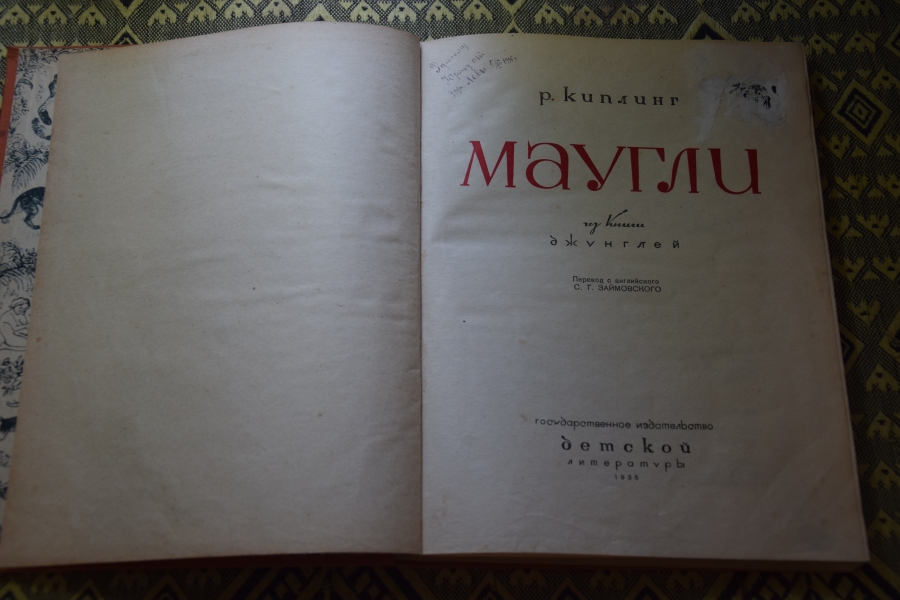 Р. Киплинг
МАУГЛИ
из Книги
джунглей
Перевод с английского
С. Г. ЗАЙМОВСКОГО
государственное издательство
детской
литературы